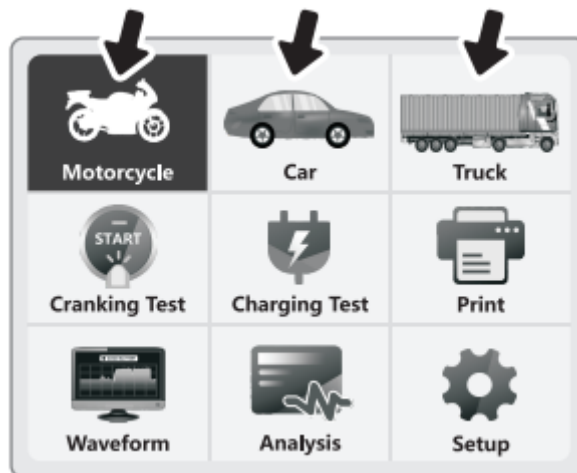 Motorcycle
Car
Truck
START
Cranking Test
Charging Test
Print
Waveform
Analysis
Setup